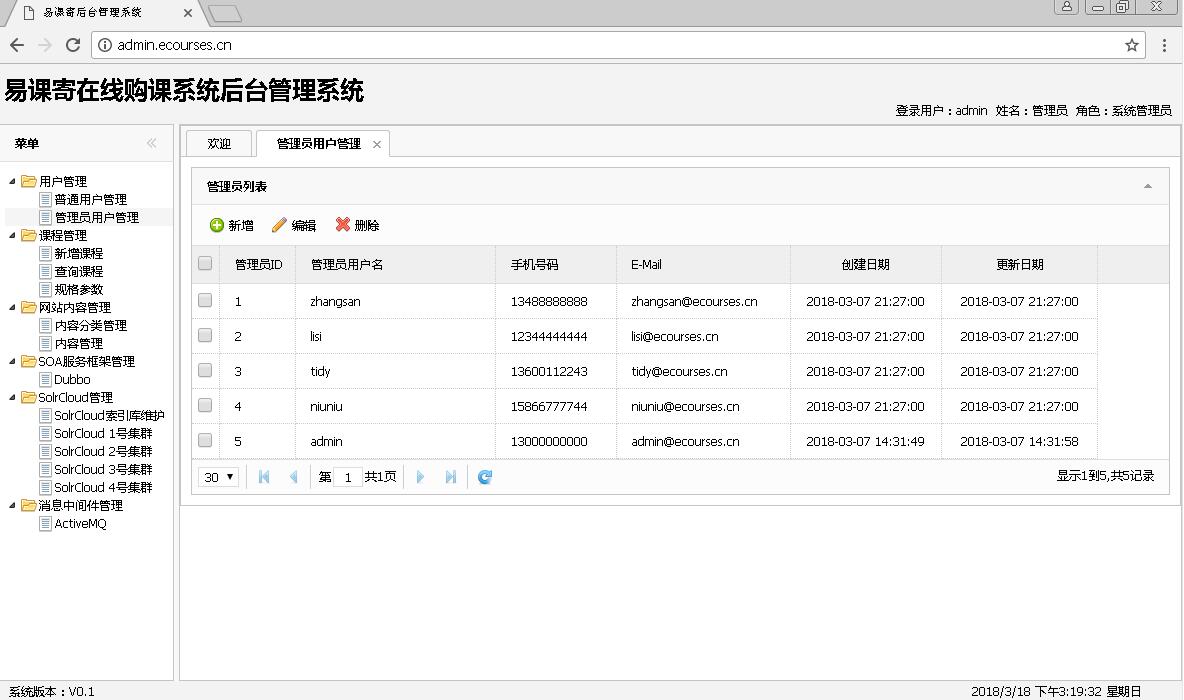 易课寄后台管理系统
admin.ecourses.cn
易课寄在线购课系统后台管理系统
登录用户：admin 姓名：管理员 角色：系统管理员
菜单
用户管理
普通用户管理
管理员用户管理
课程管理
新增课程
查询课程
规格参数
网站内容管理
内容分类管理
内容管理
SOA服务框架管理
Dubbo
SolrCloud管理
SolrCloud索引库维护
SolrCloud 1号集群
SolrCloud 2号集群
SolrCloud 3号集群
SolrCloud 4号集群
消息中间件管理
ActiveMQ
欢迎 管理员用户管理
管理员列表
新增 编辑 删除
管理员ID 管理员用户名 手机号码 E-Mail 创建日期 更新日期
1 zhangsan 13488888888 zhangsan@ecourses.cn 2018-03-07 21:27:00 2018-03-07 21:27:00
2 lisi 12344444444 lisi@ecourses.cn 2018-03-07 21:27:00 2018-03-07 21:27:00
3 tidy 13600112243 tidy@ecourses.cn 2018-03-07 21:27:00 2018-03-07 21:27:00
4 niuniu 15866777744 niuniu@ecourses.cn 2018-03-07 21:27:00 2018-03-07 21:27:00
5 admin 13000000000 admin@ecourses.cn 2018-03-07 14:31:49 2018-03-07 14:31:58
30 第 1 共1页 显示1到5,共5记录
系统版本：V0.1 2018/3/18 下午3:19:32 星期日